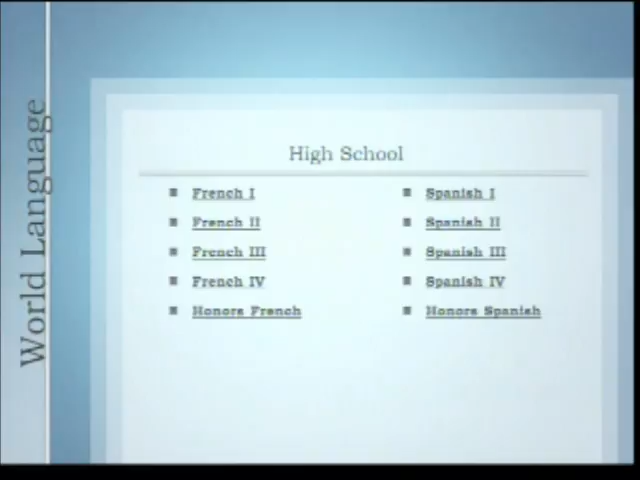 World Language
High School
French I
French II
French III
French IV
Honors French
Spanish I
Spanish II
Spanish III
Spanish IV
Honors Spanish